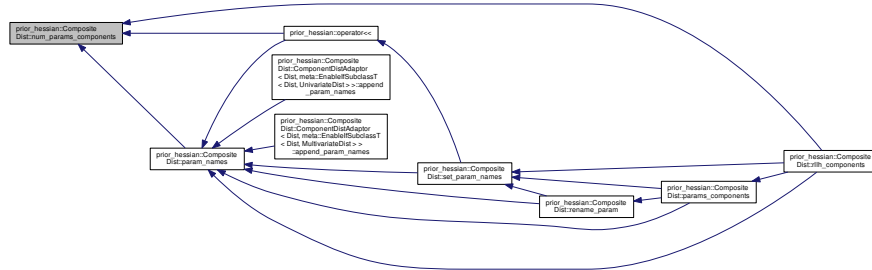 prior_hessian::Composite
Dist::num_params_components
prior_hessian::operator<<
prior_hessian::Composite
Dist::ComponentDistAdaptor
< Dist, meta::EnableIfSubclassT
< Dist, UnivariateDist > >::append
_param_names
prior_hessian::Composite
Dist::ComponentDistAdaptor
< Dist, meta::EnableIfSubclassT
< Dist, MultivariateDist > >
::append_param_names
prior_hessian::Composite
Dist::param_names
prior_hessian::Composite
Dist::set_param_names
prior_hessian::Composite
Dist::rename_param
prior_hessian::Composite
Dist::params_components
prior_hessian::Composite
Dist::rllh_components